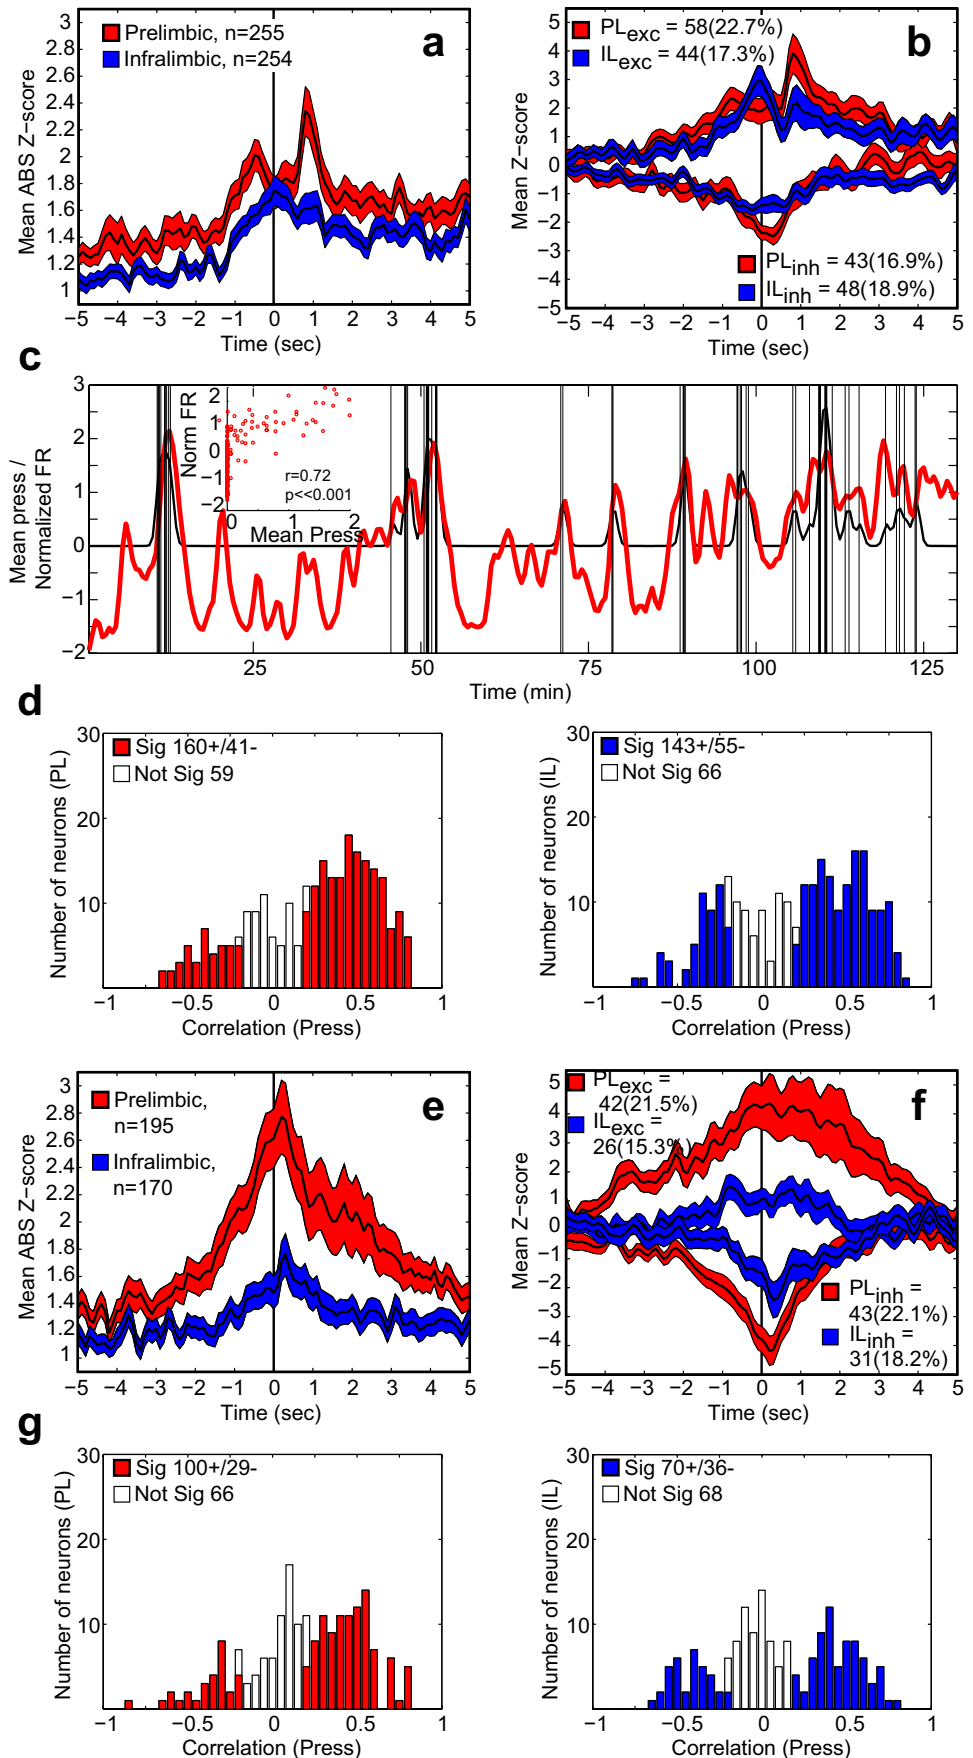 a
Prelimbic, n=255
Infralimbic, n=254
Mean ABS Z-score
3
2.8
2.6
2.4
2.2
2
1.8
1.6
1.4
1.2
1
-5 -4 -3 -2 -1 0 1 2 3 4 5
Time (sec)
b
PLexc = 58(22.7%)
ILexc = 44(17.3%)
PLinh = 43(16.9%)
ILinh = 48(18.9%)
Mean Z-score
5
4
3
2
1
0
-1
-2
-3
-4
-5
-5 -4 -3 -2 -1 0 1 2 3 4 5
Time (sec)
c
Mean press /
Normalized FR
3
2
1
0
-1
-2
25 50 75 100 125
Time (min)
Norm FR
2
1
0
-1
-2
r=0.72
p<<0.001
0 1 2
Mean Press
d
Sig 160+/41-
Not Sig 59
Number of neurons (PL)
30
20
10
-1 -0.5 0 0.5 1
Correlation (Press)
Sig 143+/55-
Not Sig 66
Number of neurons (IL)
30
20
10
-1 -0.5 0 0.5 1
Correlation (Press)
e
Prelimbic,
n=195
Infralimbic,
n=170
Mean ABS Z-score
3
2.8
2.6
2.4
2.2
2
1.8
1.6
1.4
1.2
1
-5 -4 -3 -2 -1 0 1 2 3 4 5
Time (sec)
f
PLexc =
42(21.5%)
ILexc =
26(15.3%)
PLinh =
43(22.1%)
ILinh =
31(18.2%)
Mean Z-score
5
4
3
2
1
0
-1
-2
-3
-4
-5
-5 -4 -3 -2 -1 0 1 2 3 4 5
Time (sec)
g
Sig 100+/29-
Not Sig 66
Number of neurons (PL)
30
20
10
-1 -0.5 0 0.5 1
Correlation (Press)
Sig 70+/36-
Not Sig 68
Number of neurons (IL)
30
20
10
-1 -0.5 0 0.5 1
Correlation (Press)